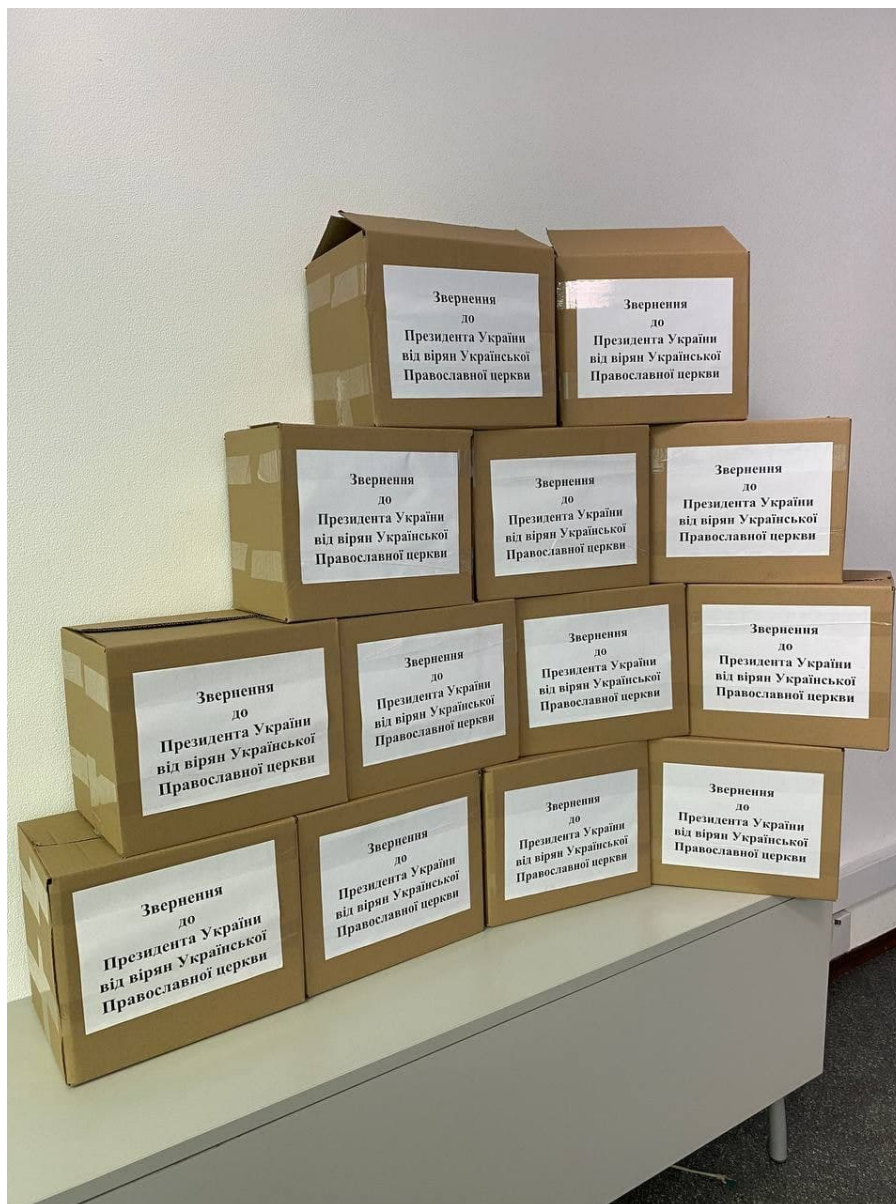 Звернення
до
Президента України
від вірян Української
Православної церкви
Звернення
до
Президента України
від вірян Української
Православної церкви
Звернення
до
Президента України
від вірян Української
Православної церкви
Звернення
до
Президента України
від вірян Української
Православної церкви
Звернення
до
Президента України
від вірян Української
Православної церкви
Звернення
до
Президента України
від вірян Української
Православної церкви
Звернення
до
Президента України
від вірян Української
Православної церкви
Звернення
до
Президента України
від вірян Української
Православної церкви
Звернення
до
Президента України
від вірян Української
Православної церкви
Звернення
до
Президента України
від вірян Української
Православної церкви
Звернення
до
Президента України
від вірян Української
Православної церкви
Звернення
до
Президента України
від вірян Української
Православної церкви
Звернення
до
Президента України
від вірян Української
Православної церкви